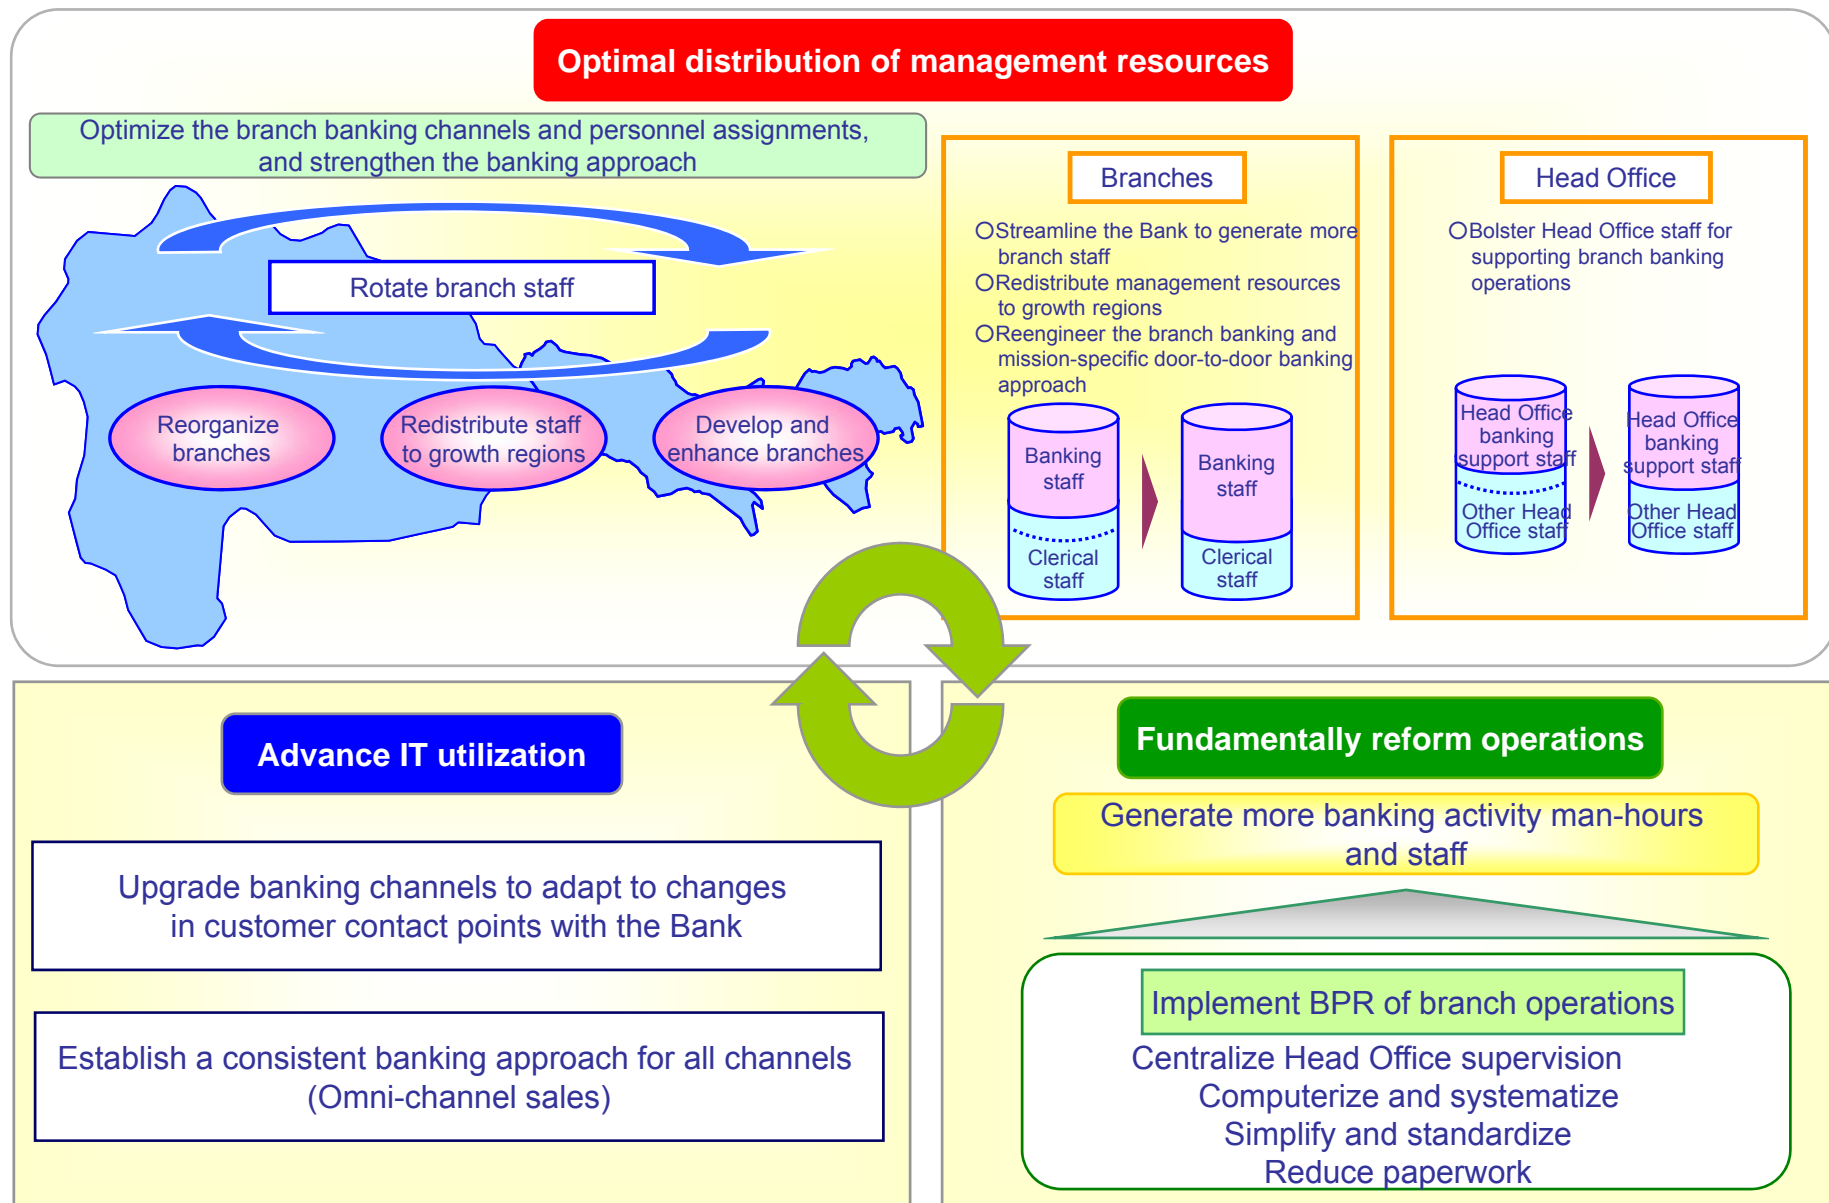 Optimal distribution of management resources
Optimize the branch banking channels and personnel assignments,
and strengthen the banking approach
Rotate branch staff
Reorganize
branches
Redistribute staff
to growth regions
Develop and
enhance branches
Branches
○Streamline the Bank to generate more
branch staff
○Redistribute management resources
to growth regions
○Reengineer the branch banking and
mission-specific door-to-door banking
approach
Banking
staff
Clerical
staff
Banking
staff
Clerical
staff
Head Office
○Bolster Head Office staff for
supporting branch banking
operations
Head Office
banking
support staff
Other Head
Office staff
Head Office
banking
support staff
Other Head
Office staff
Advance IT utilization
Upgrade banking channels to adapt to changes
in customer contact points with the Bank
Establish a consistent banking approach for all channels
(Omni-channel sales)
Fundamentally reform operations
Generate more banking activity man-hours
and staff
Implement BPR of branch operations
Centralize Head Office supervision
Computerize and systematize
Simplify and standardize
Reduce paperwork